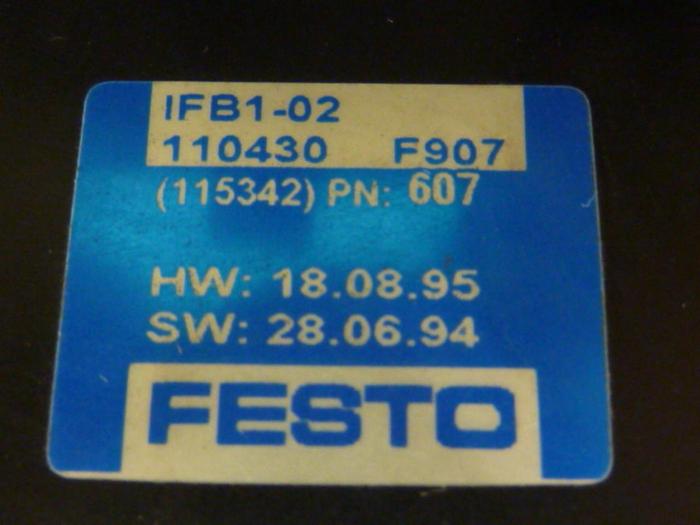 IFB1-02
110430 F907
(115342) PN: 607
HW: 18.08.95
SW: 28.06.94
FESTO